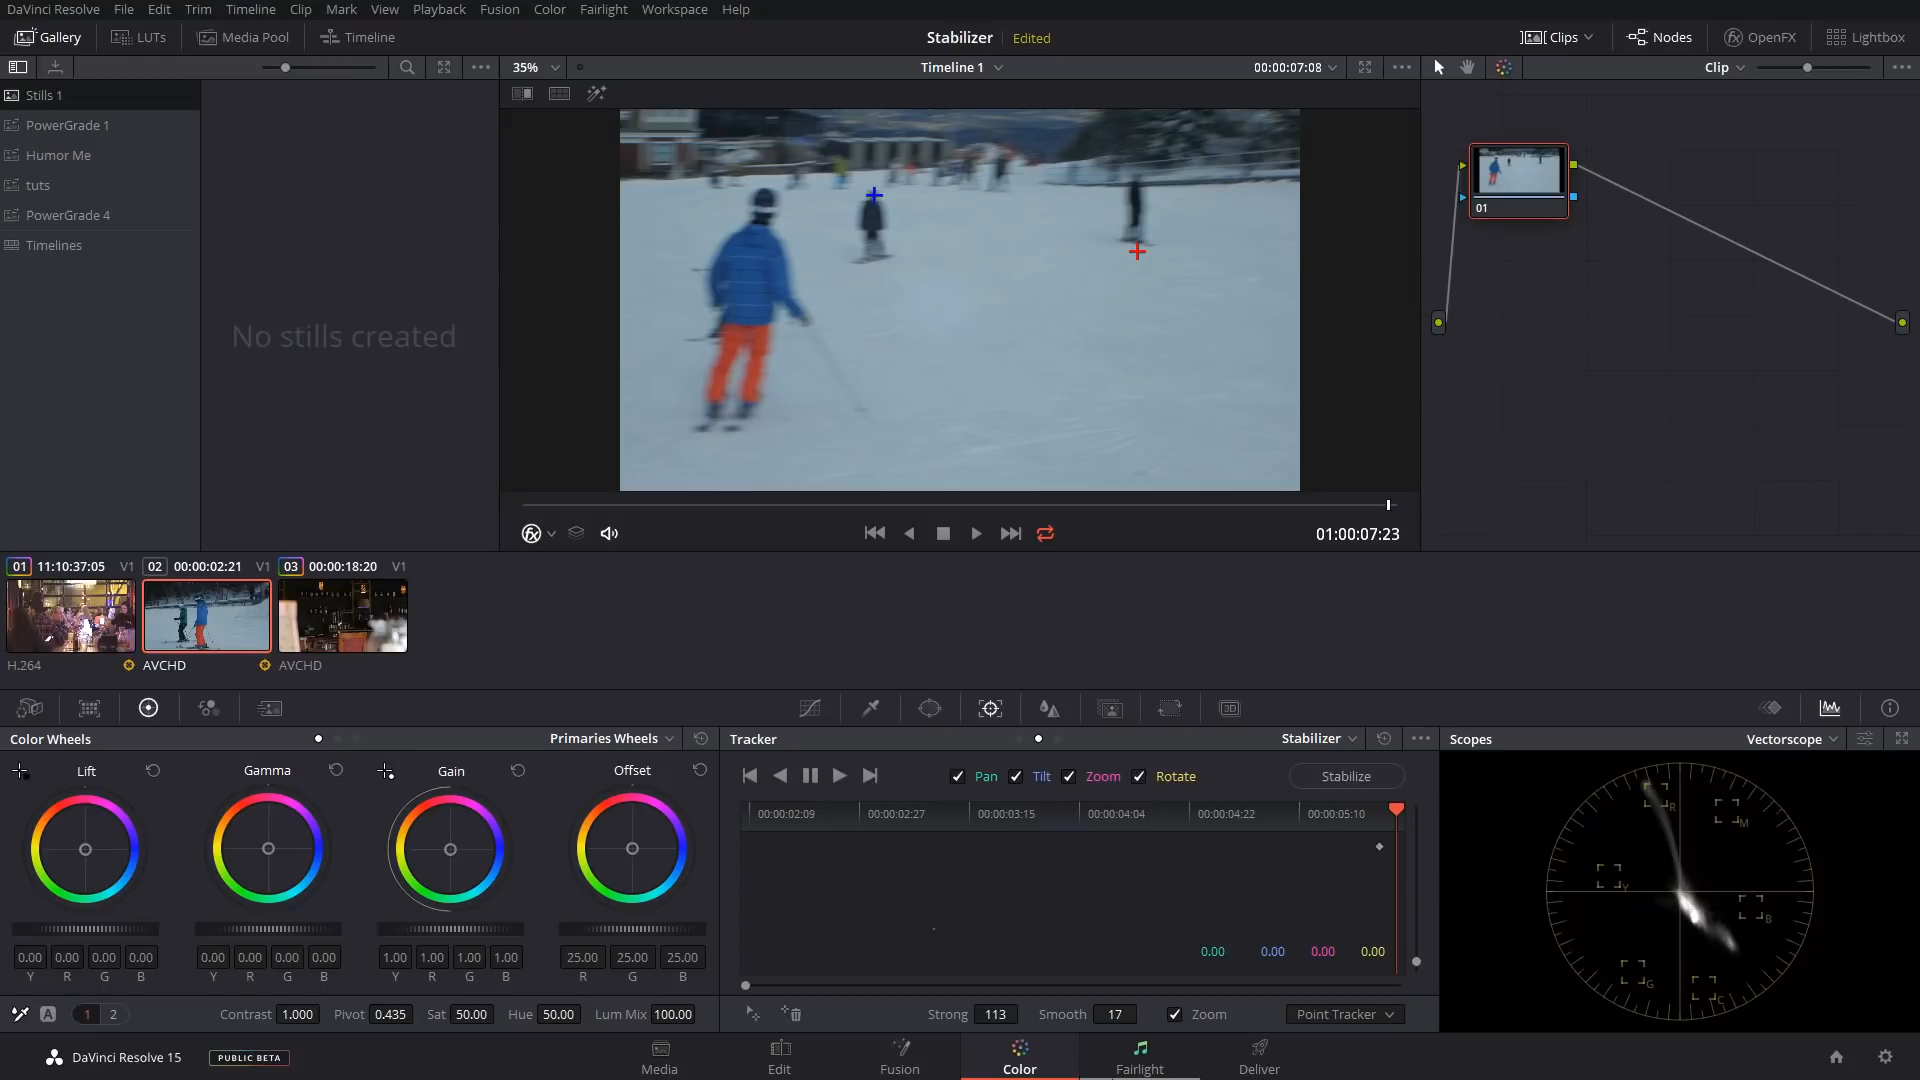 DaVinci Resolve File Edit Trim Timeline Clip Mark View Playback Fusion Color Fairlight Workspace Help
Gallery LUTs Media Pool Timeline Stabilizer Edited Clips Nodes OpenFX Lightbox
35% Timeline 1 00:00:07:08 Clip
Stills 1
PowerGrade 1
Humor Me
tuts
PowerGrade 4
Timelines
No stills created
01
01:00:07:23
01 11:10:37:05 V1 02 00:00:02:21 V1 03 00:00:18:20 V1
H.264 AVCHD AVCHD
3D
Color Wheels Primaries Wheels Tracker Stabilizer Scopes Vectorscope
Lift Gamma Gain Offset
Pan Tilt Zoom Rotate Stabilize
00:00:02:09 00:00:02:27 00:00:03:15 00:00:04:04 00:00:04:22 00:00:05:10
R M Y B G C
0.00 0.00 0.00 0.00
0.00 0.00 0.00 0.00 0.00 0.00 0.00 0.00 1.00 1.00 1.00 1.00 25.00 25.00 25.00
Y R G B Y R G B Y R G B R G B
A 1 2 Contrast 1.000 Pivot 0.435 Sat 50.00 Hue 50.00 Lum Mix 100.00 Strong 113 Smooth 17 Zoom Point Tracker
DaVinci Resolve 15 PUBLIC BETA Media Edit Fusion Color Fairlight Deliver